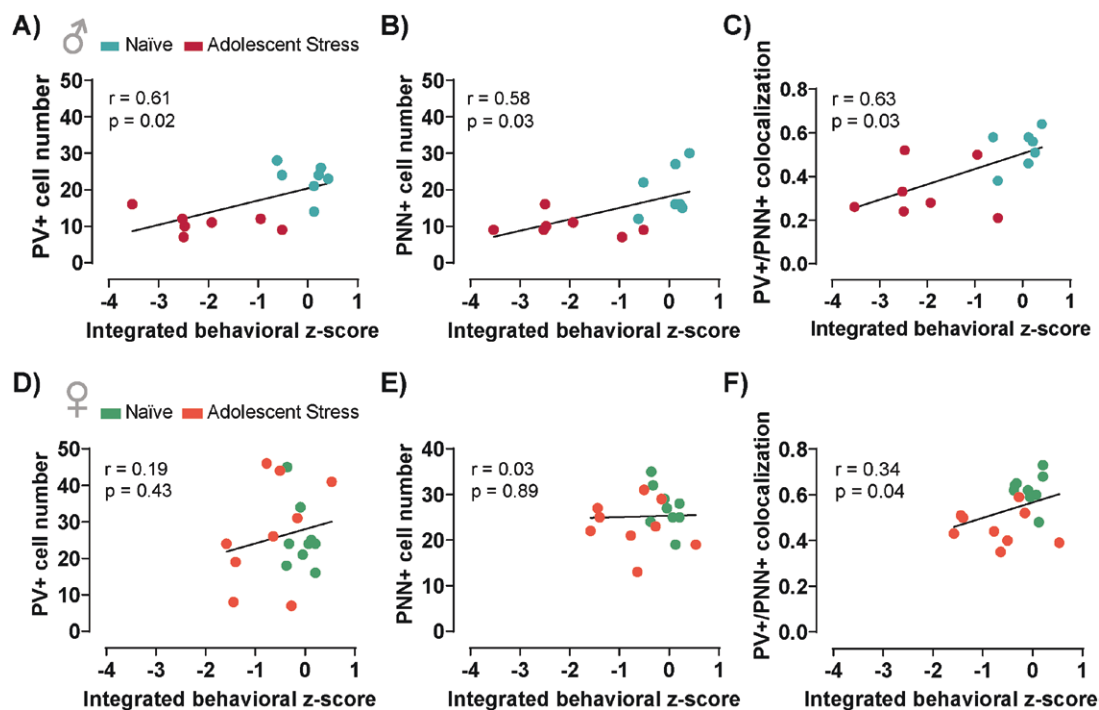 A)
♂ Naïve Adolescent Stress
PV+ cell number
50
40
30
20
10
0
r = 0.61
p = 0.02
-4 -3 -2 -1 0 1
Integrated behavioral z-score
B)
PNN+ cell number
50
40
30
20
10
0
r = 0.58
p = 0.03
-4 -3 -2 -1 0 1
Integrated behavioral z-score
C)
PV+/PNN+ colocalization
0.8
0.6
0.4
0.2
0.0
r = 0.63
p = 0.03
-4 -3 -2 -1 0 1
Integrated behavioral z-score
D)
♀ Naïve Adolescent Stress
PV+ cell number
50
40
30
20
10
0
r = 0.19
p = 0.43
-4 -3 -2 -1 0 1
Integrated behavioral z-score
E)
PNN+ cell number
40
30
20
10
0
r = 0.03
p = 0.89
-4 -3 -2 -1 0 1
Integrated behavioral z-score
F)
PV+/PNN+ colocalization
0.8
0.6
0.4
0.2
0.0
r = 0.34
p = 0.04
-4 -3 -2 -1 0 1
Integrated behavioral z-score